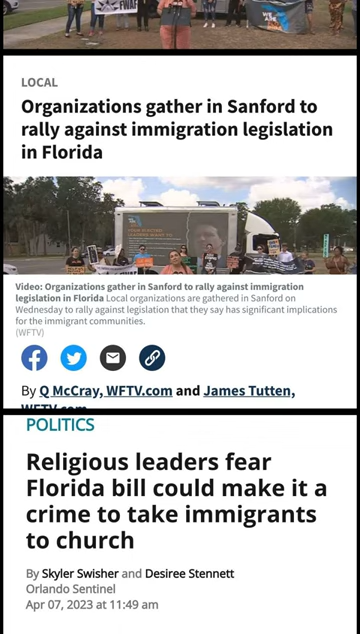 FWAF
WE
ARE
LOCAL
Organizations gather in Sanford to
rally against immigration legislation
in Florida
Video: Organizations gather in Sanford to rally against immigration
legislation in Florida Local organizations are gathered in Sanford on
Wednesday to rally against legislation that they say has significant implications
for the immigrant communities.
(WFTV)
By Q McCray, WFTV.com and James Tutten,
WFTV.com
POLITICS
Religious leaders fear
Florida bill could make it a
crime to take immigrants
to church
By Skyler Swisher and Desiree Stennett
Orlando Sentinel
Apr 07, 2023 at 11:49 am